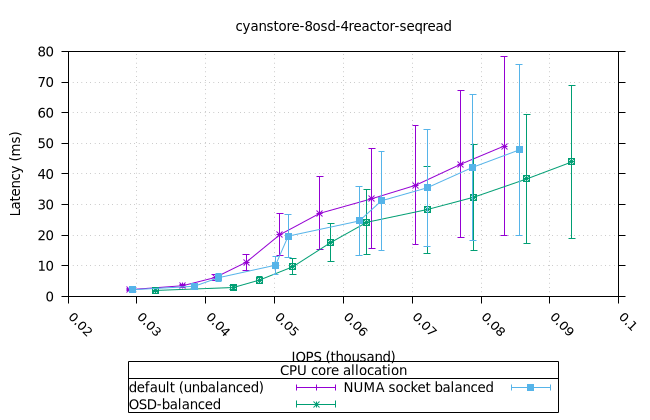 cyanstore-8osd-4reactor-seqread
80
70
60
50
40
30
20
10
0
Latency (ms)
0.02
0.03
0.04
0.05
0.06
0.07
0.08
0.09
0.1
IOPS (thousand)
CPU core allocation
default (unbalanced)
NUMA socket balanced
OSD-balanced